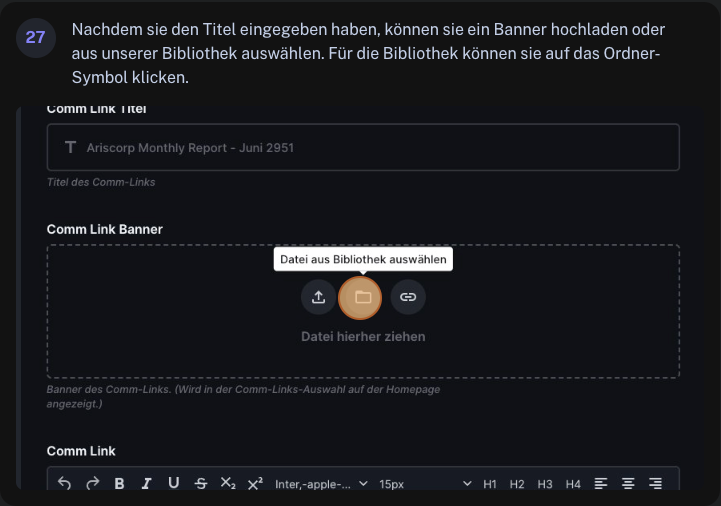 27
Nachdem sie den Titel eingegeben haben, können sie ein Banner hochladen oder
aus unserer Bibliothek auswählen. Für die Bibliothek können sie auf das Ordner-
Symbol klicken.
Comm Link Titel
T Ariscorp Monthly Report - Juni 2951
Titel des Comm-Links
Comm Link Banner
Datei aus Bibliothek auswählen
Datei hierher ziehen
Banner des Comm-Links. (Wird in der Comm-Links-Auswahl auf der Homepage
angezeigt.)
Comm Link
B I U S X₂ X² Inter,-apple-... 15px H1 H2 H3 H4